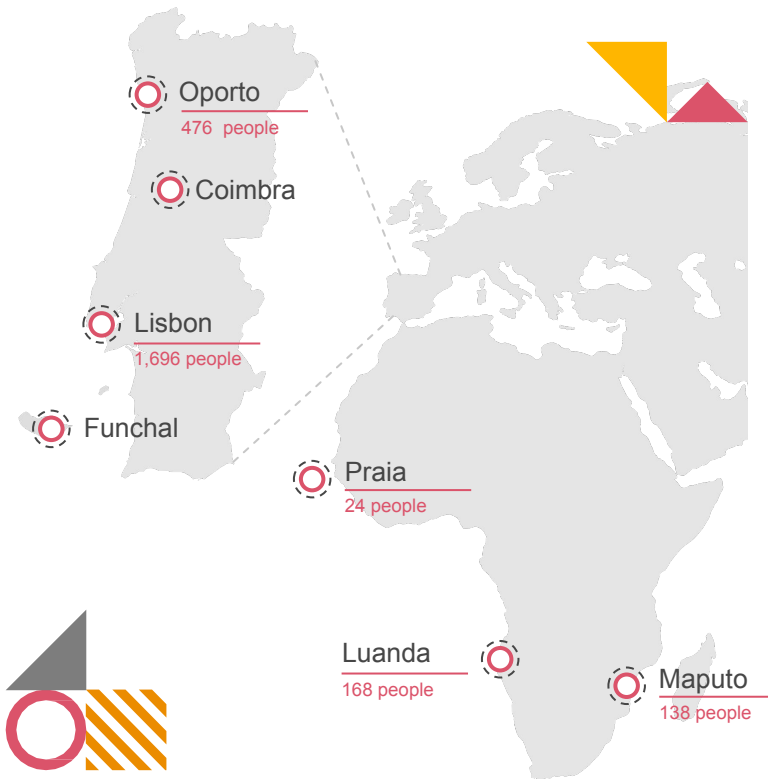 Oporto
476 people
Coimbra
Lisbon
1,696 people
Funchal
Praia
24 people
Luanda
168 people
Maputo
138 people